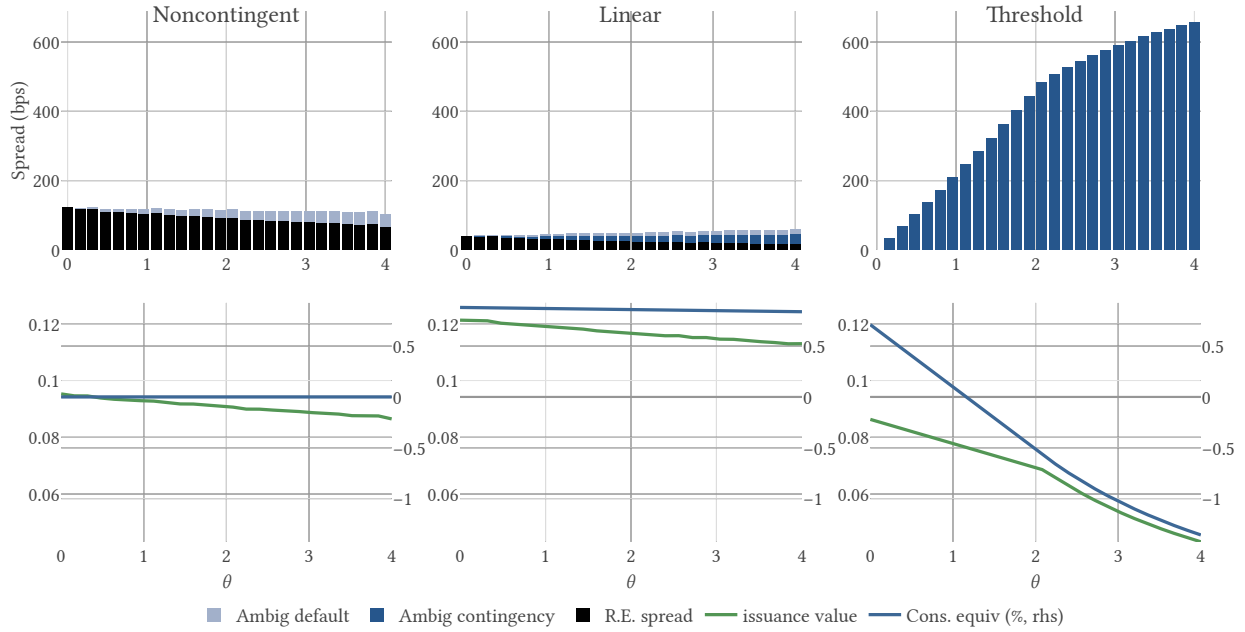 Noncontingent Linear Threshold
Spread (bps)
600 600 600
400 400 400
200 200 200
0 0 0
0 1 2 3 4 0 1 2 3 4 0 1 2 3 4
0.12 0.5 0.12 0.5 0.12 0.5
0.1 0 0.1 0 0.1 0
0.08 −0.5 0.08 −0.5 0.08 −0.5
0.06 −1 0.06 −1 0.06 −1
0 1 2 3 4 0 1 2 3 4 0 1 2 3 4
θ θ θ
Ambig default Ambig contingency R.E. spread issuance value Cons. equiv (%, rhs)